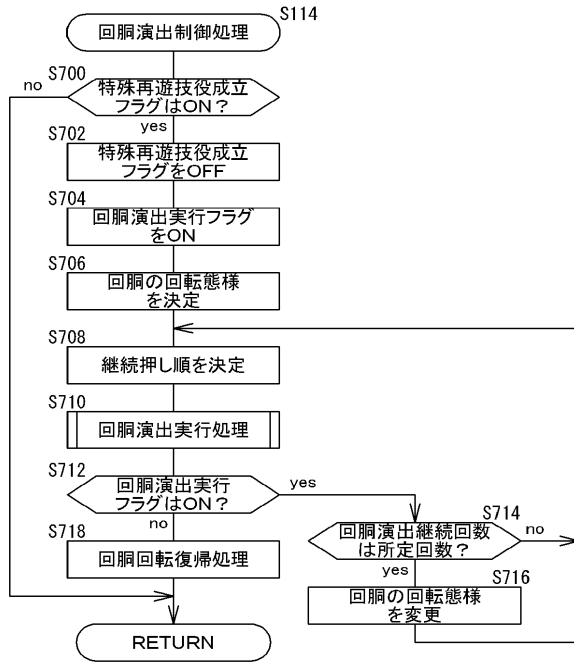 S114
回胴演出制御処理
S700
no
特殊再遊技役成立
フラグはON?
yes
S702
特殊再遊技役成立
フラグをOFF
S704
回胴演出実行フラグ
をON
S706
回胴の回転態様
を決定
S708
継続押し順を決定
S710
回胴演出実行処理
S712
回胴演出実行
フラグはON?
yes
no
S714
回胴演出継続回数
は所定回数?
no
yes
S716
回胴の回転態様
を変更
S718
回胴回転復帰処理
RETURN